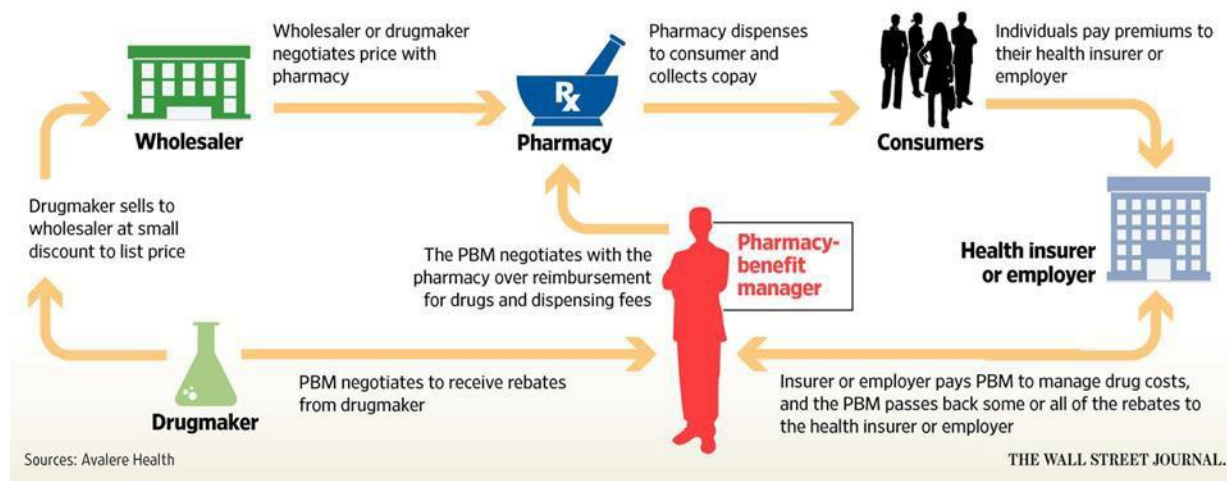 Wholesaler or drugmaker
negotiates price with
pharmacy
Pharmacy dispenses
to consumer and
collects copay
Individuals pay premiums to
their health insurer or
employer
Wholesaler
Rx
Pharmacy
Consumers
Drugmaker sells to
wholesaler at small
discount to list price
The PBM negotiates with the
pharmacy over reimbursement
for drugs and dispensing fees
Pharmacy-
benefit
manager
Health insurer
or employer
Drugmaker
PBM negotiates to receive rebates
from drugmaker
Insurer or employer pays PBM to manage drug costs,
and the PBM passes back some or all of the rebates to
the health insurer or employer
Sources: Avalere Health
THE WALL STREET JOURNAL.